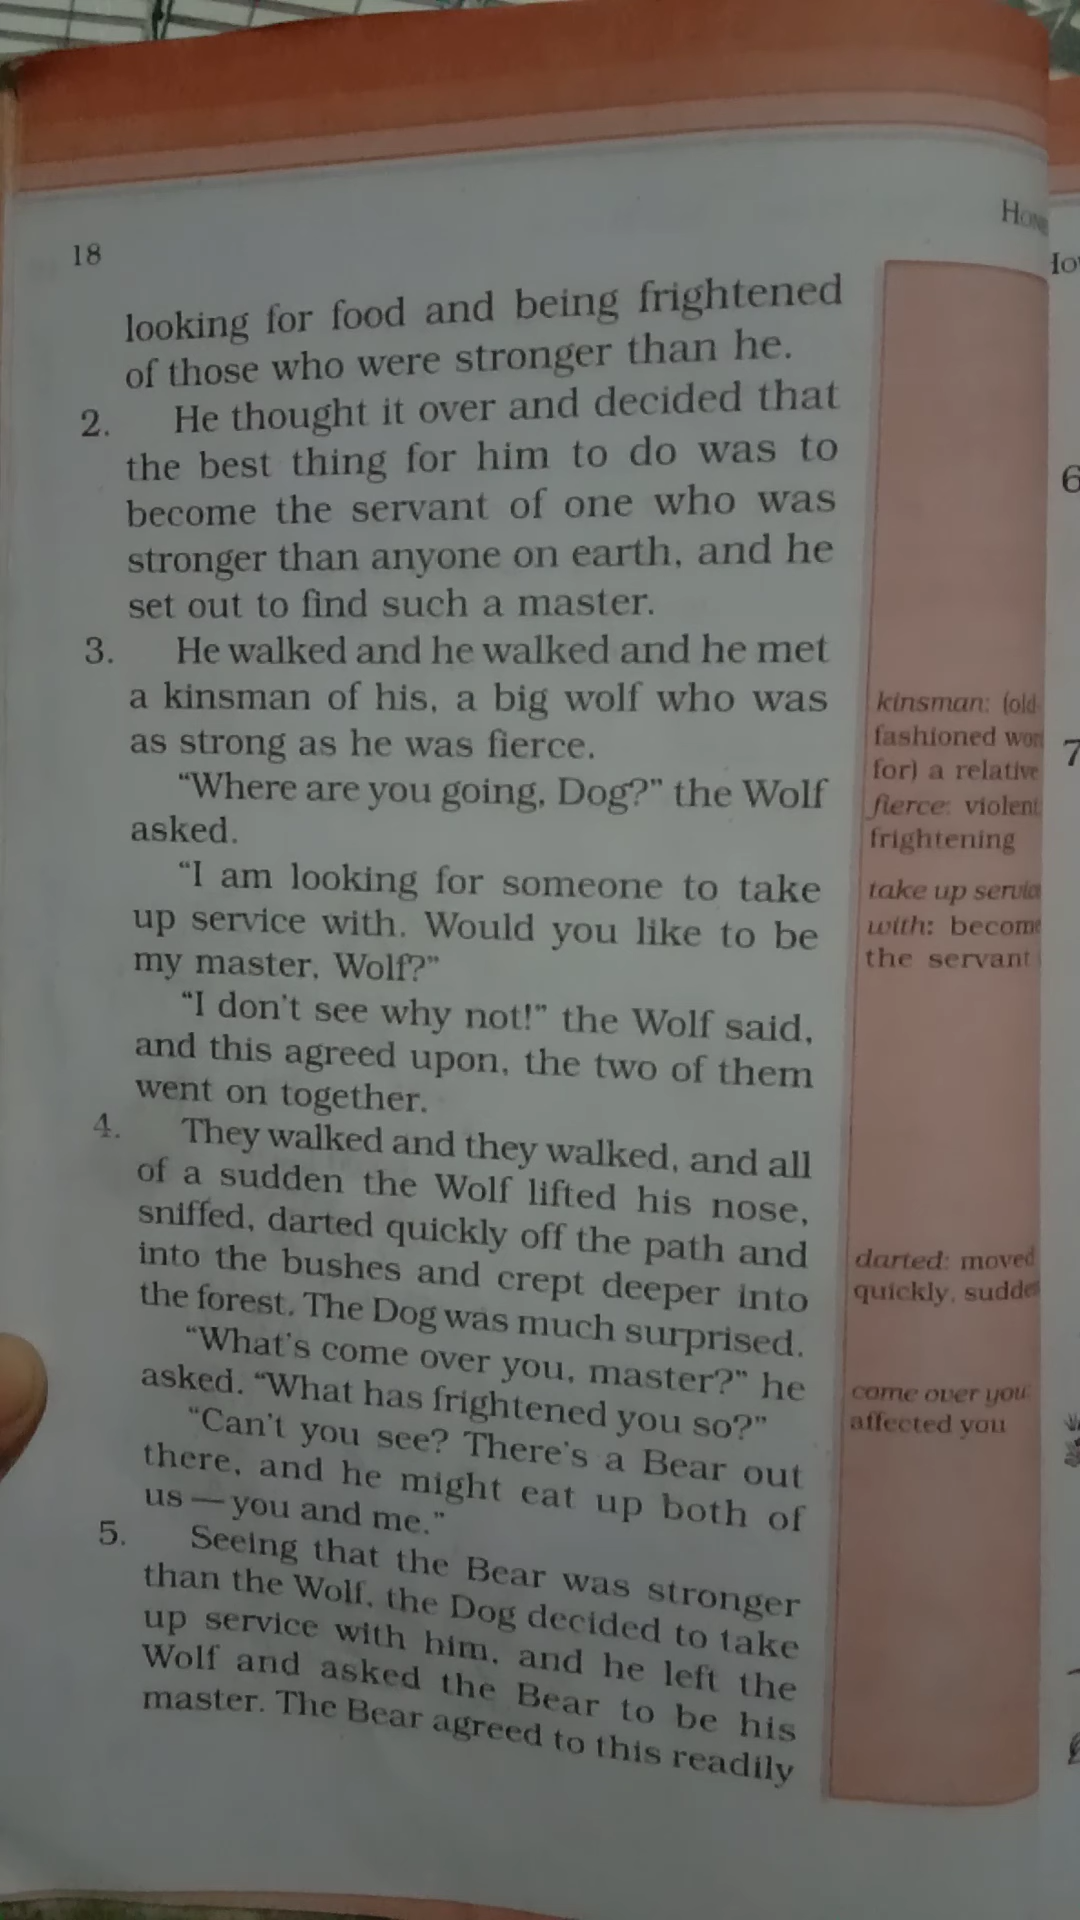 18
looking for food and being frightened
of those who were stronger than he.
2. He thought it over and decided that
the best thing for him to do was to
become the servant of one who was
stronger than anyone on earth, and he
set out to find such a master.
3. He walked and he walked and he met
a kinsman of his, a big wolf who was
as strong as he was fierce.
“Where are you going, Dog?” the Wolf
asked.
“I am looking for someone to take
up service with. Would you like to be
my master, Wolf?”
“I don't see why not!” the Wolf said,
and this agreed upon, the two of them
went on together.
4. They walked and they walked, and all
of a sudden the Wolf lifted his nose,
sniffed, darted quickly off the path and
into the bushes and crept deeper into
the forest. The Dog was much surprised.
“What's come over you, master?” he
asked. “What has frightened you so?”
“Can't you see? There's a Bear out
there, and he might eat up both of
us — you and me.”
5. Seeing that the Bear was stronger
than the Wolf, the Dog decided to take
up service with him, and he left the
Wolf and asked the Bear to be his
master. The Bear agreed to this readily
kinsman: (old-
fashioned
for) a relative
fierce: violent
frightening
take up
with: become
the servant
darted: moved
quickly,
come over you:
affected you
6
7